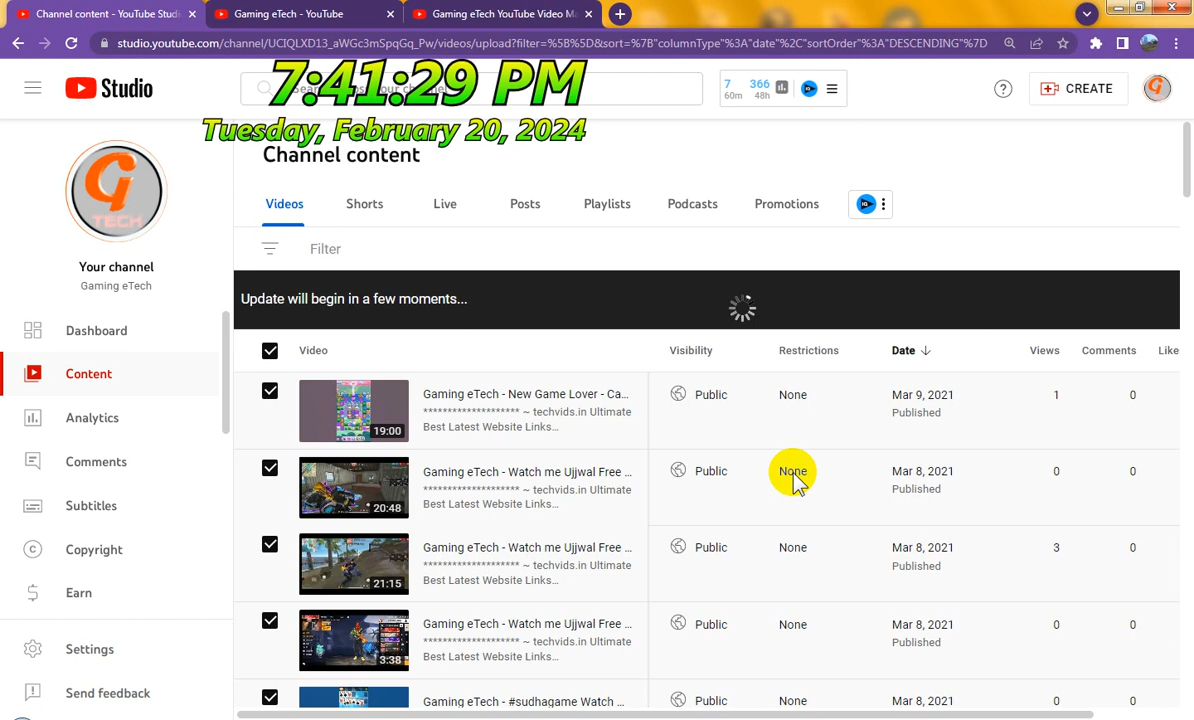 Channel content - YouTube Studi
Gaming eTech - YouTube
Gaming eTech YouTube Video Ma
studio.youtube.com/channel/UCIQLXD13_aWGc3mSpqGq_Pw/videos/upload?filter=%5B%5D&sort=%7B"columnType"%3A"date"%2C"sortOrder"%3A"DESCENDING"%7D
Studio
7:41:29 PM
7
60m
366
48h
CREATE
Tuesday, February 20, 2024
Channel content
G
TECH
Your channel
Gaming eTech
Dashboard
Content
Analytics
Comments
Subtitles
Copyright
Earn
Settings
Send feedback
Videos
Shorts
Live
Posts
Playlists
Podcasts
Promotions
Filter
Update will begin in a few moments...
Video
Visibility
Restrictions
Date
Views
Comments
Like
19:00
Gaming eTech - New Game Lover - Ca...
******************* ~ techvids.in Ultimate
Best Latest Website Links...
Public
None
Mar 9, 2021
Published
1
0
20:48
Gaming eTech - Watch me Ujjwal Free ...
******************* ~ techvids.in Ultimate
Best Latest Website Links...
Public
None
Mar 8, 2021
Published
0
0
21:15
Gaming eTech - Watch me Ujjwal Free ...
******************* ~ techvids.in Ultimate
Best Latest Website Links...
Public
None
Mar 8, 2021
Published
3
0
3:38
Gaming eTech - Watch me Ujjwal Free ...
******************* ~ techvids.in Ultimate
Best Latest Website Links...
Public
None
Mar 8, 2021
Published
0
0
Gaming eTech - #sudhagame Watch ...
Public
None
Mar 8, 2021
0
0